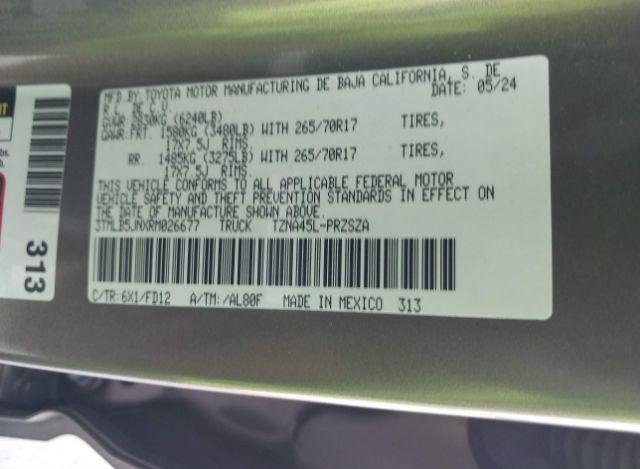 MFD.BY:TOYOTA MOTOR MANUFACTURING DE BAJA CALIFORNIA, S. DE
R.L. DE C.V. DATE: 05/24
GVWR 2830KG (6240LB)
GAWR:FRT. 1580KG (3480LB) WITH 265/70R17 TIRES,
17X7.5J RIMS.
RR. 1485KG (3275LB) WITH 265/70R17 TIRES,
17X7.5J RIMS.
THIS VEHICLE CONFORMS TO ALL APPLICABLE FEDERAL MOTOR
VEHICLE SAFETY AND THEFT PREVENTION STANDARDS IN EFFECT ON
THE DATE OF MANUFACTURE SHOWN ABOVE.
3TMLB5JNXRM026677 TRUCK TZNA45L-PRZSZA
C/TR:6X1/FD12 A/TM:/AL80F MADE IN MEXICO 313
313